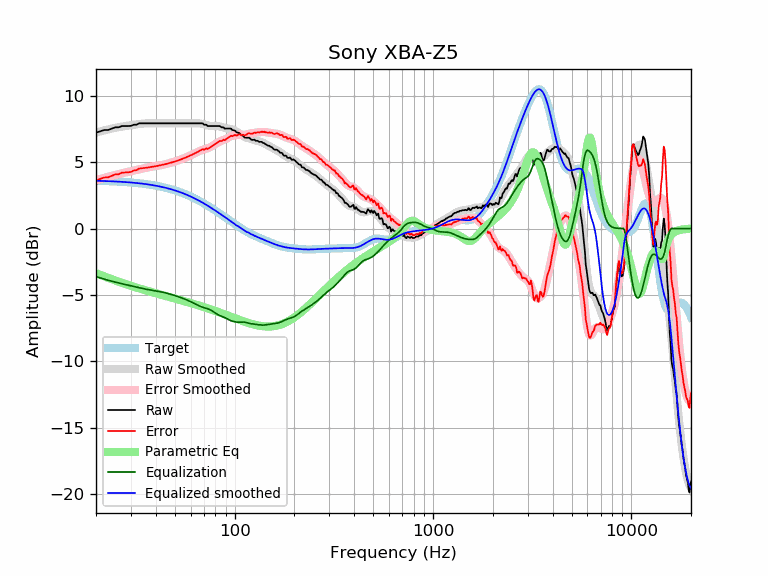 Sony XBA-Z5
Amplitude (dBr)
10
5
0
−5
−10
−15
−20
Target
Raw Smoothed
Error Smoothed
Raw
Error
Parametric Eq
Equalization
Equalized smoothed
100
1000
10000
Frequency (Hz)